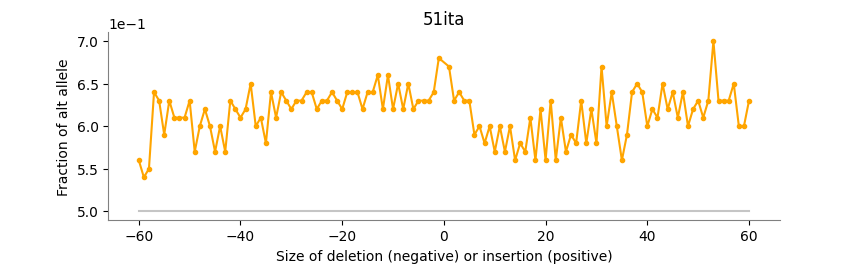 51ita
1e−1
7.0
6.5
6.0
5.5
5.0
Fraction of alt allele
−60 −40 −20 0 20 40 60
Size of deletion (negative) or insertion (positive)